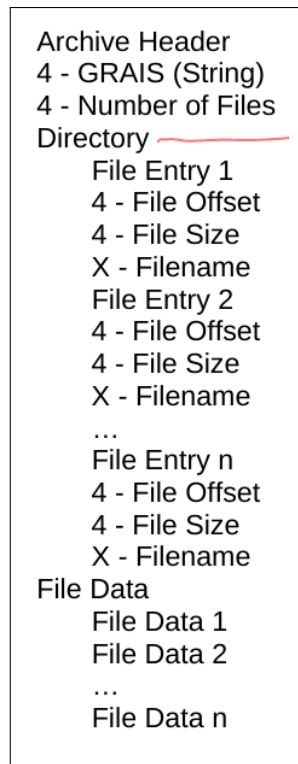 Archive Header
4 - GRAIS (String)
4 - Number of Files
Directory
File Entry 1
4 - File Offset
4 - File Size
X - Filename
File Entry 2
4 - File Offset
4 - File Size
X - Filename
...
File Entry n
4 - File Offset
4 - File Size
X - Filename
File Data
File Data 1
File Data 2
...
File Data n